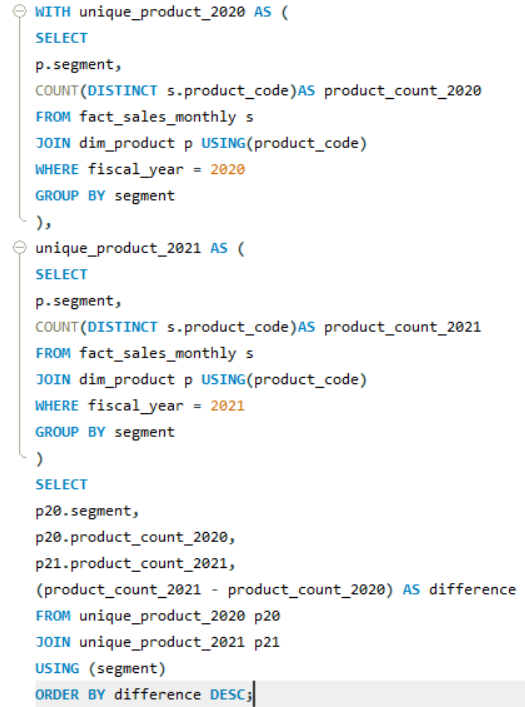 WITH unique_product_2020 AS (
SELECT
p.segment,
COUNT(DISTINCT s.product_code)AS product_count_2020
FROM fact_sales_monthly s
JOIN dim_product p USING(product_code)
WHERE fiscal_year = 2020
GROUP BY segment
),
unique_product_2021 AS (
SELECT
p.segment,
COUNT(DISTINCT s.product_code)AS product_count_2021
FROM fact_sales_monthly s
JOIN dim_product p USING(product_code)
WHERE fiscal_year = 2021
GROUP BY segment
)
SELECT
p20.segment,
p20.product_count_2020,
p21.product_count_2021,
(product_count_2021 - product_count_2020) AS difference
FROM unique_product_2020 p20
JOIN unique_product_2021 p21
USING (segment)
ORDER BY difference DESC;